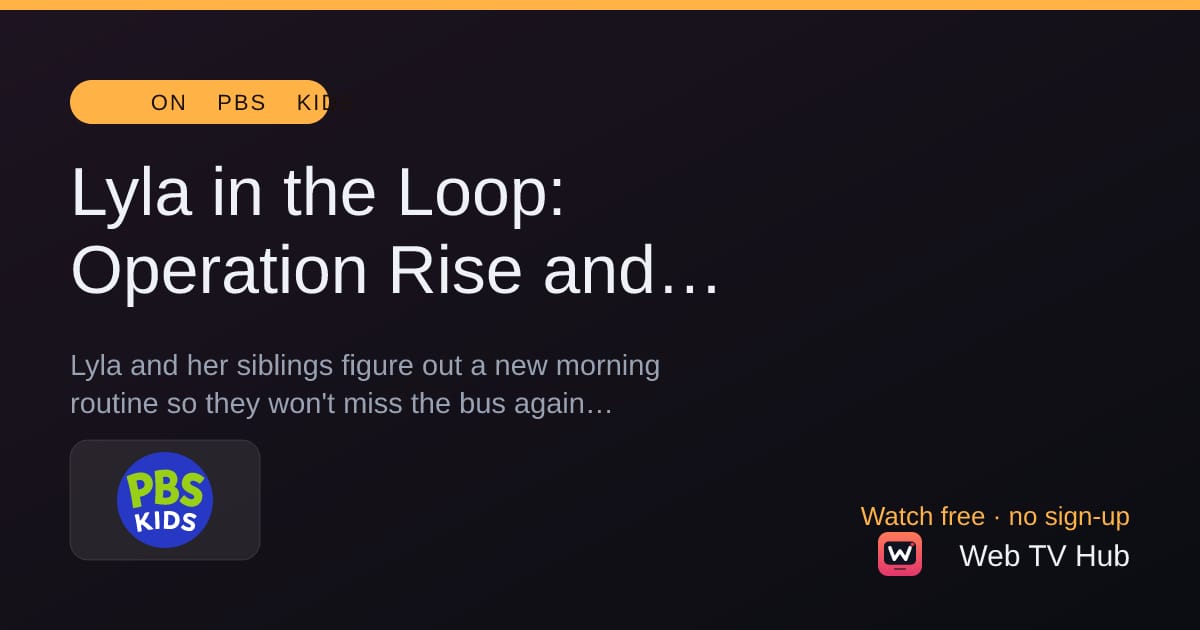 ON PBS KIDS
Lyla in the Loop:
Operation Rise and…
Lyla and her siblings figure out a new morning
routine so they won't miss the bus again…
PBS
KIDS
Watch free · no sign-up
W
Web TV Hub